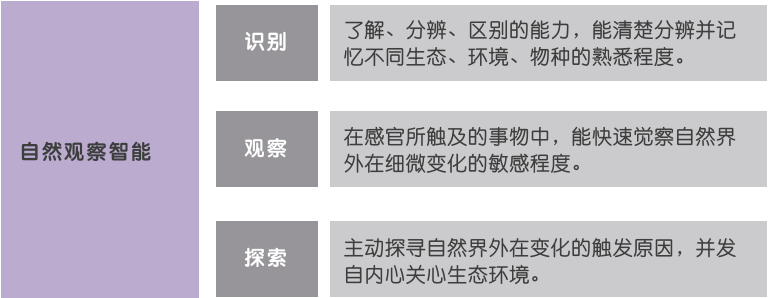 自然观察智能
识别
了解、分辨、区别的能力，能清楚分辨并记
忆不同生态、环境、物种的熟悉程度。
观察
在感官所触及的事物中，能快速觉察自然界
外在细微变化的敏感程度。
探索
主动探寻自然界外在变化的触发原因，并发
自内心关心生态环境。